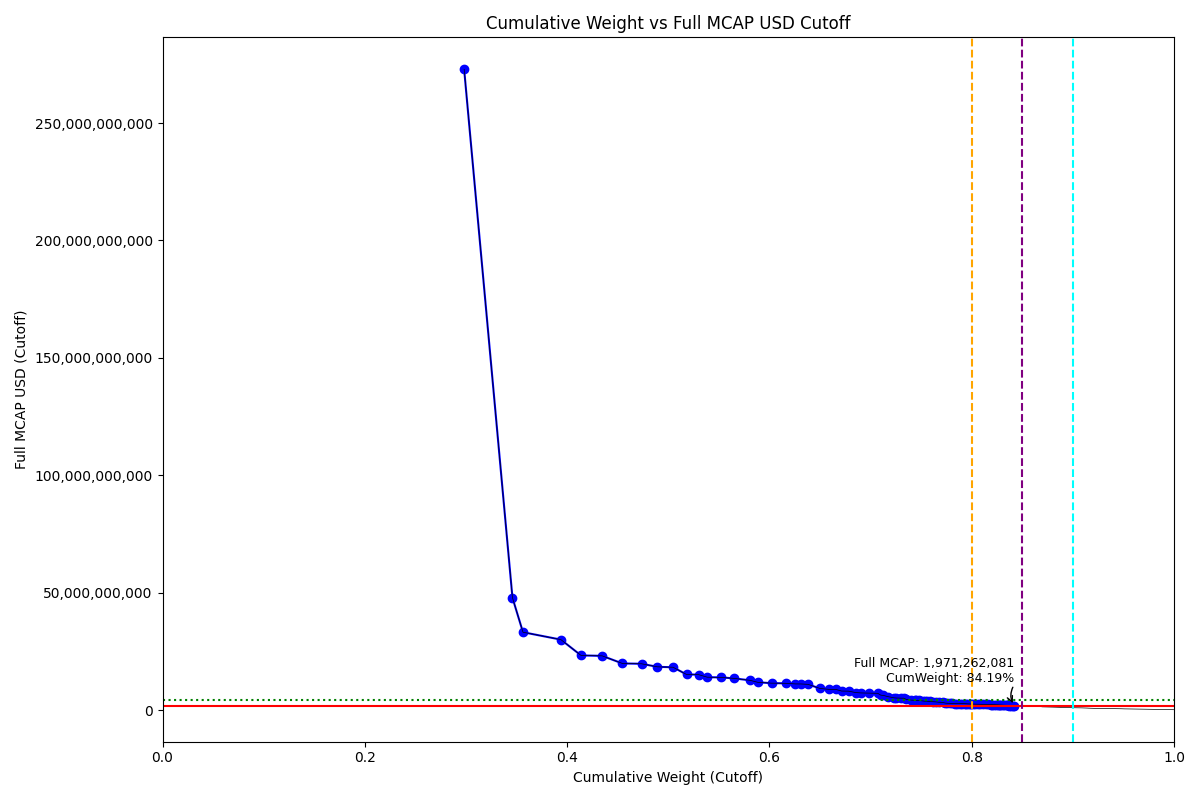 Cumulative Weight vs Full MCAP USD Cutoff
Full MCAP USD (Cutoff)
250,000,000,000
200,000,000,000
150,000,000,000
100,000,000,000
50,000,000,000
0
Full MCAP: 1,971,262,081
CumWeight: 84.19%
0.0
0.2
0.4
0.6
0.8
1.0
Cumulative Weight (Cutoff)